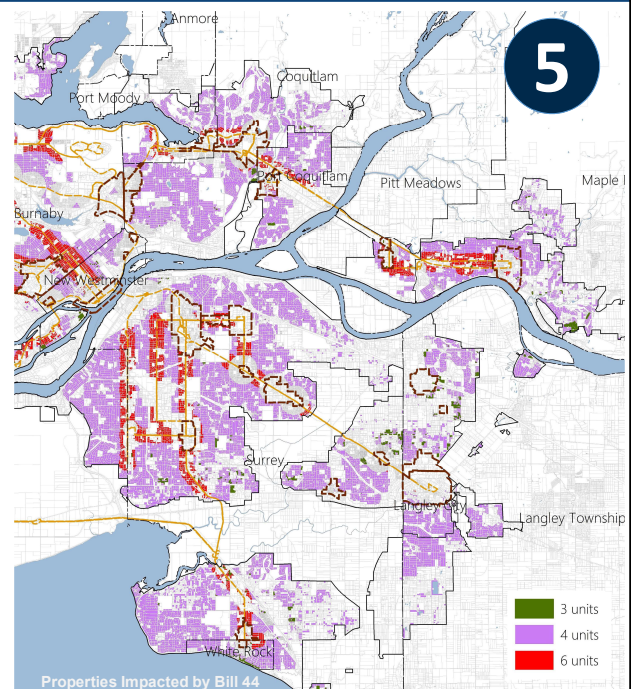 Anmore
5
Coquitlam
Port Moody
Port Coquitlam
Pitt Meadows
Maple
Burnaby
New Westminster
Surrey
Langley City
Langley Township
3 units
4 units
6 units
White Rock
Properties Impacted by Bill 44